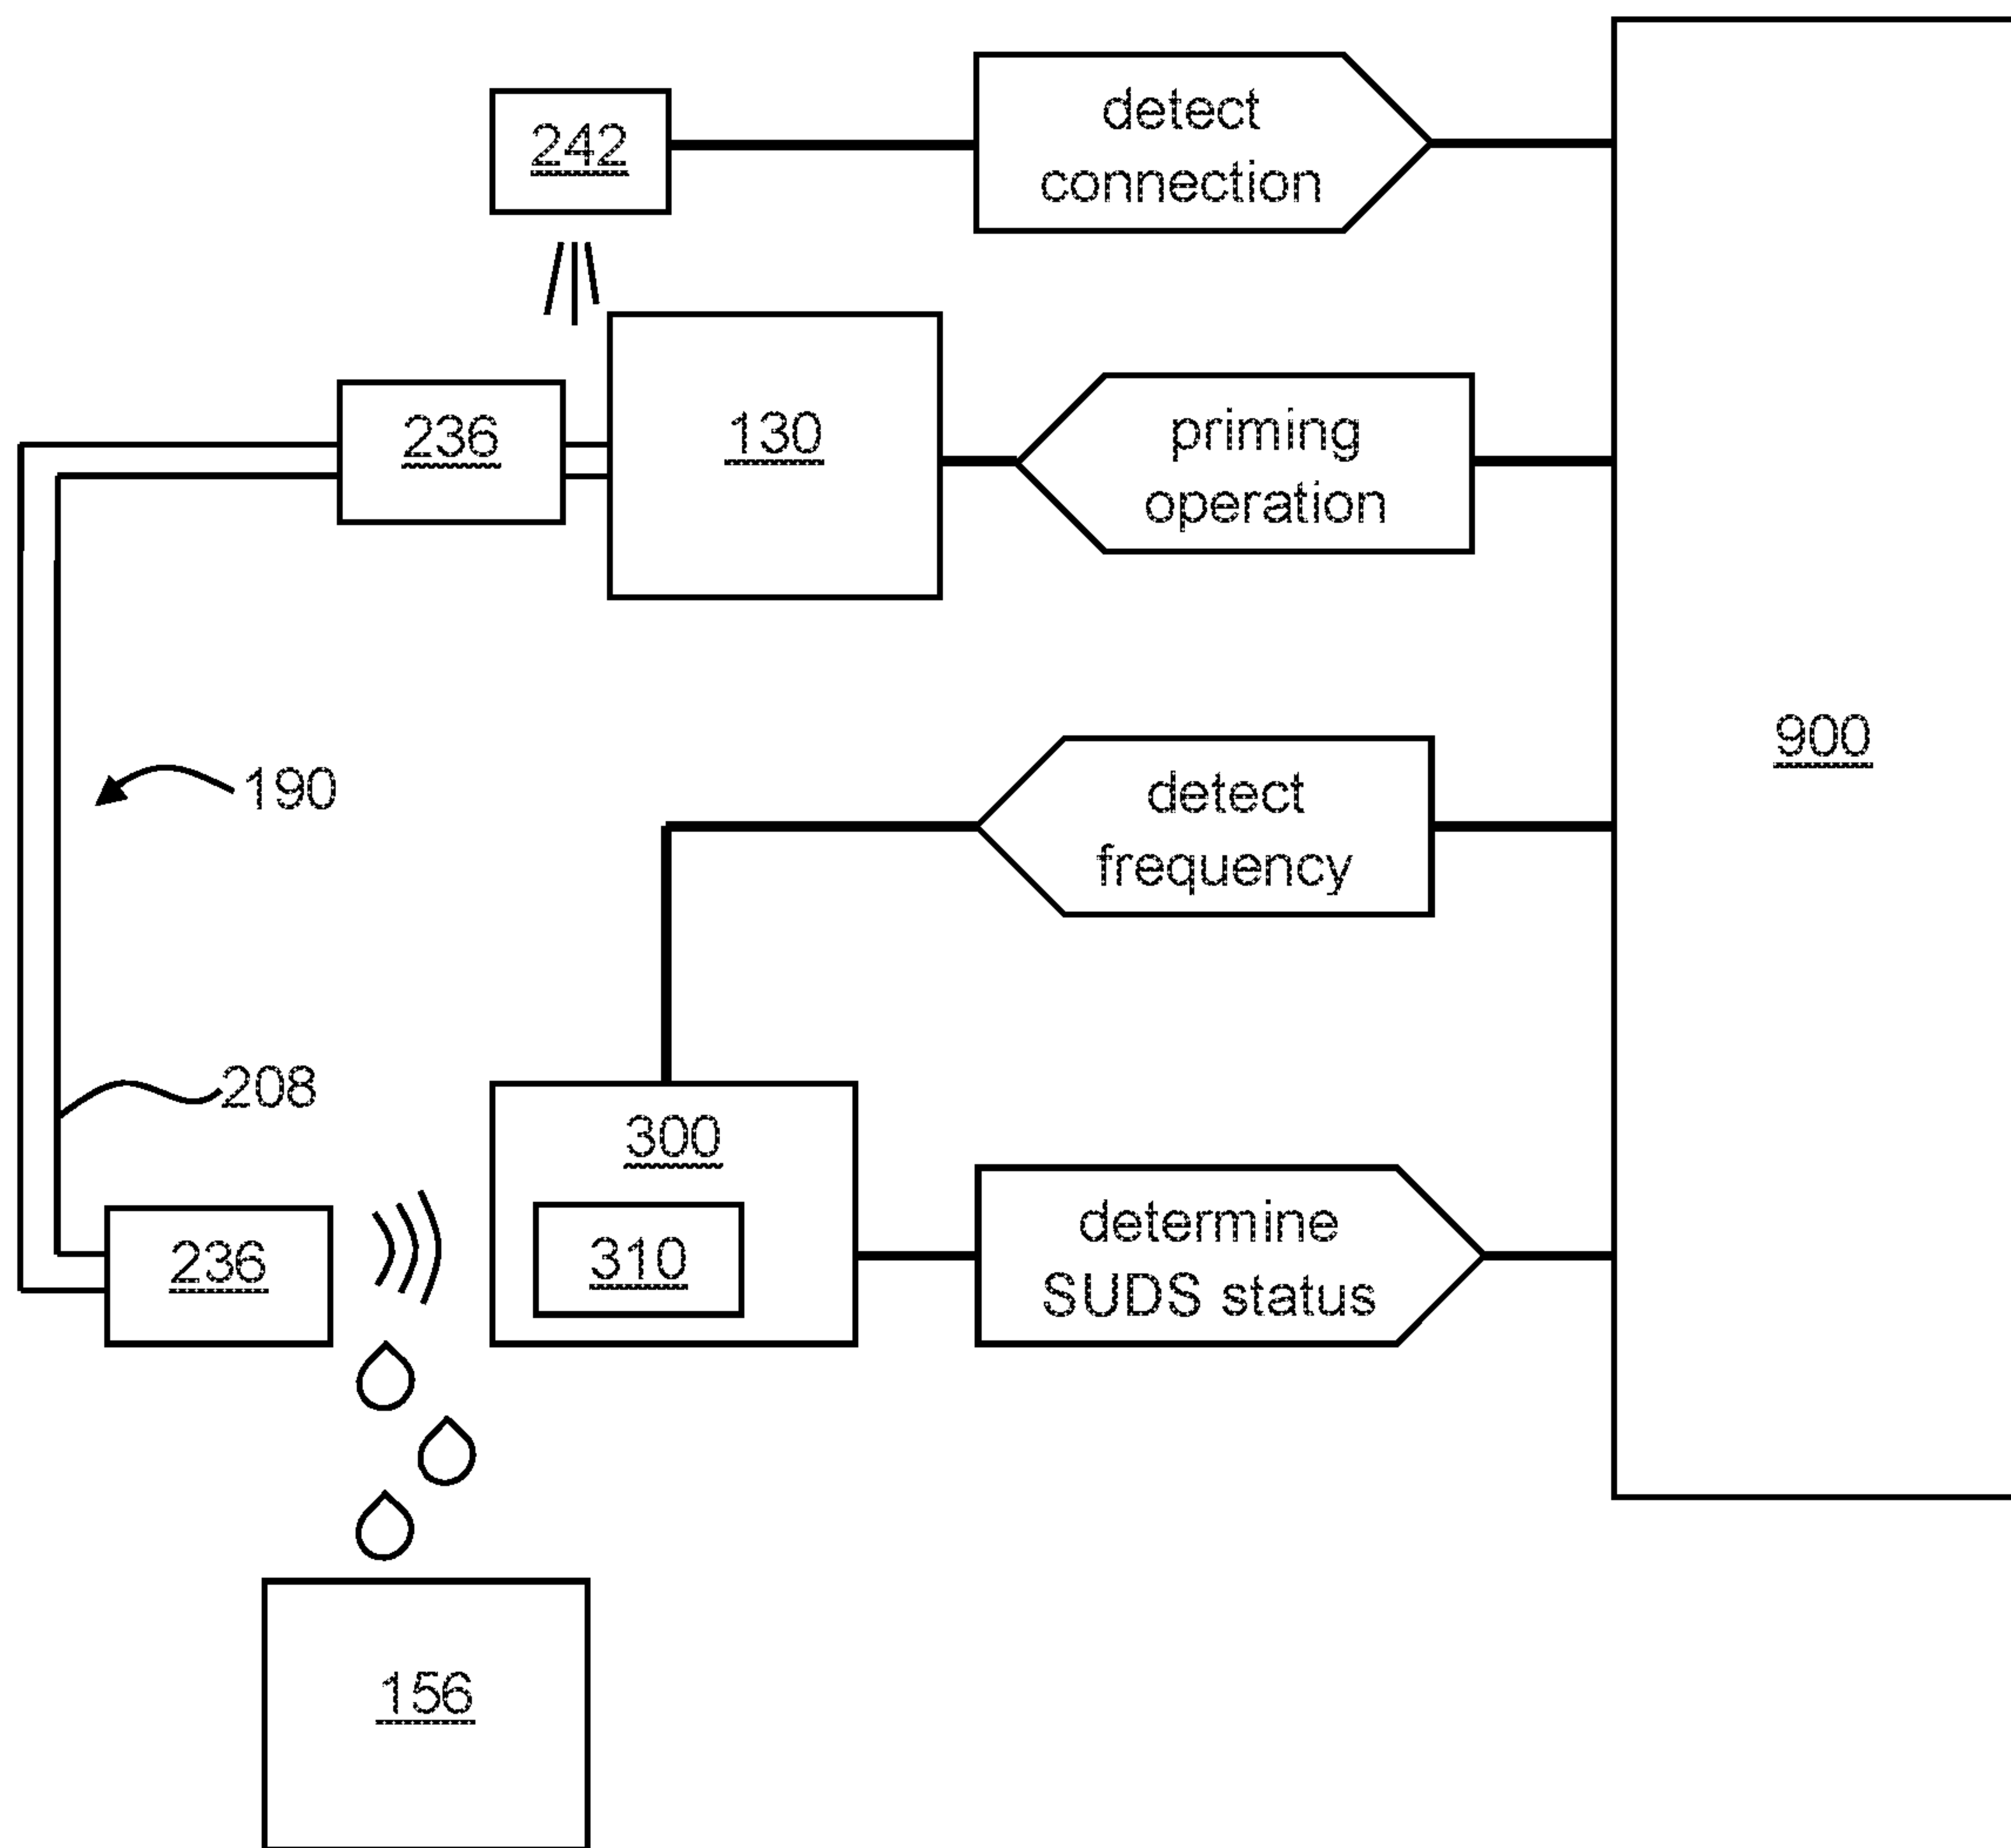 242
detect
connection
236
130
priming
operation
900
190
detect
frequency
208
300
310
236
determine
SUDS status
156